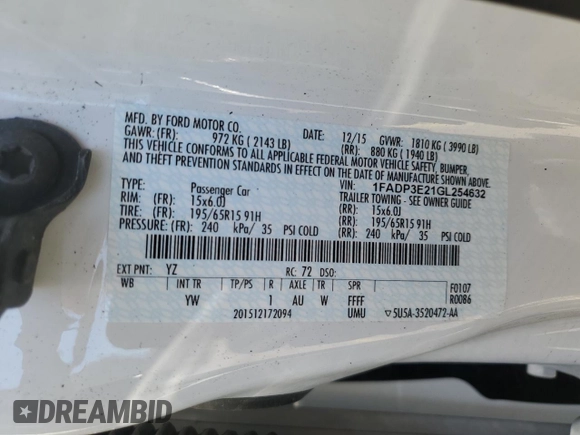 MFD. BY FORD MOTOR CO.
DATE: 12/15 GVWR: 1810 KG ( 3990 LB)
GAWR: (FR): 972 KG ( 2143 LB) (RR): 880 KG ( 1940 LB)
THIS VEHICLE CONFORMS TO ALL APPLICABLE FEDERAL MOTOR VEHICLE SAFETY, BUMPER,
AND THEFT PREVENTION STANDARDS IN EFFECT ON THE DATE OF MANUFACTURE SHOWN ABOVE.
VIN: 1FADP3E21GL254632
TYPE: Passenger Car TRAILER TOWING - SEE OWNER GUIDE
RIM: (FR): 15x6.0J (RR): 15x6.0J
TIRE: (FR): 195/65R15 91H (RR): 195/65R15 91H
PRESSURE: (FR): 240 kPa/ 35 PSI COLD (RR): 240 kPa/ 35 PSI COLD
EXT PNT: YZ RC: 72 DSO:
WB INT TR TP/PS R AXLE TR SPR F0107
YW 1 AU W FFFF R0086
201512172094 UMU ▽5U5A-3520472-AA
DREAMBID